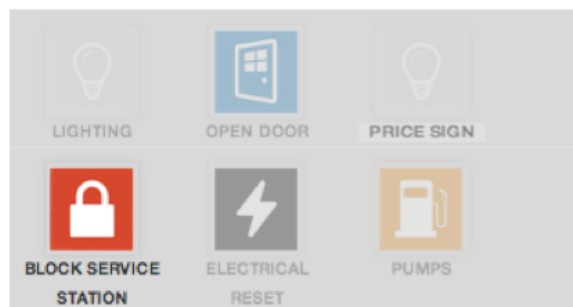 LIGHTING
OPEN DOOR
PRICE SIGN
BLOCK SERVICE
STATION
ELECTRICAL
RESET
PUMPS